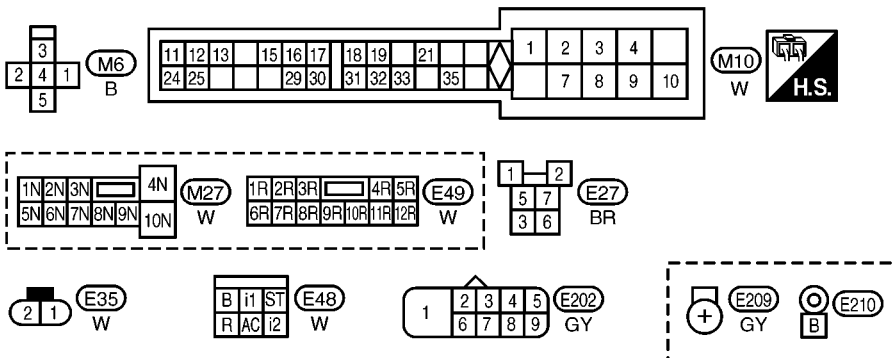 3
2 4 1
5
M6
B
11 12 13 15 16 17 18 19 21
24 25 29 30 31 32 33 35
1 2 3 4
7 8 9 10
M10
W
H.S.
1N 2N 3N 4N
5N 6N 7N 8N 9N 10N
M27
W
1R 2R 3R 4R 5R
6R 7R 8R 9R 10R 11R 12R
E49
W
1 2
5 7
3 6
E27
BR
2 1
E35
W
B i1 ST
R AC i2
E48
W
1 2 3 4 5
6 7 8 9
E202
GY
+
E209
GY
B
E210